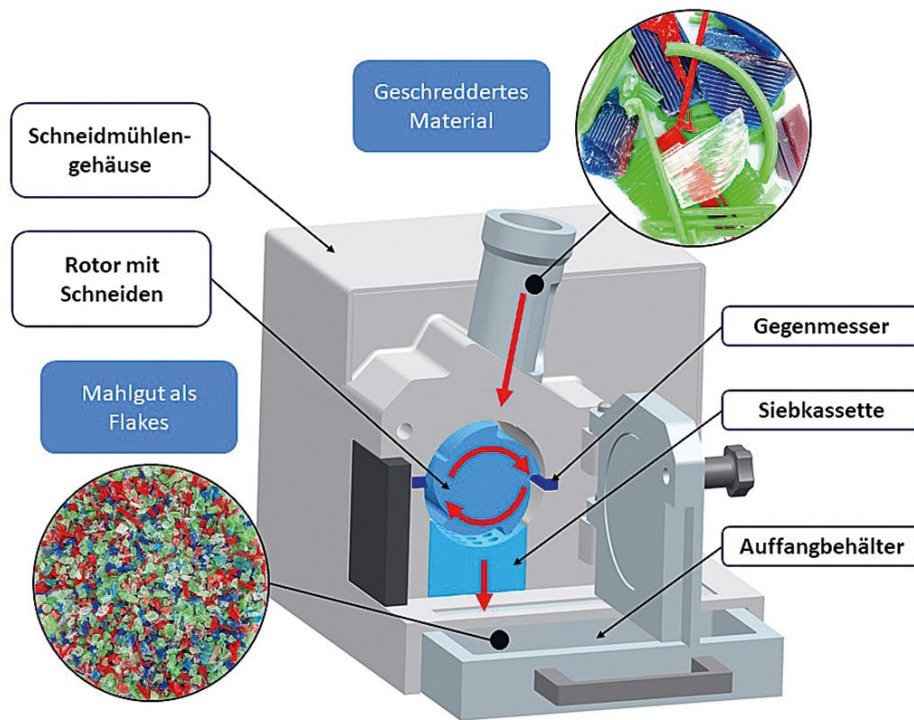 Geschreddertes
Material
Schneidmühlen-
gehäuse
Rotor mit
Schneiden
Gegenmesser
Mahlgut als
Flakes
Siebkassette
Auffangbehälter